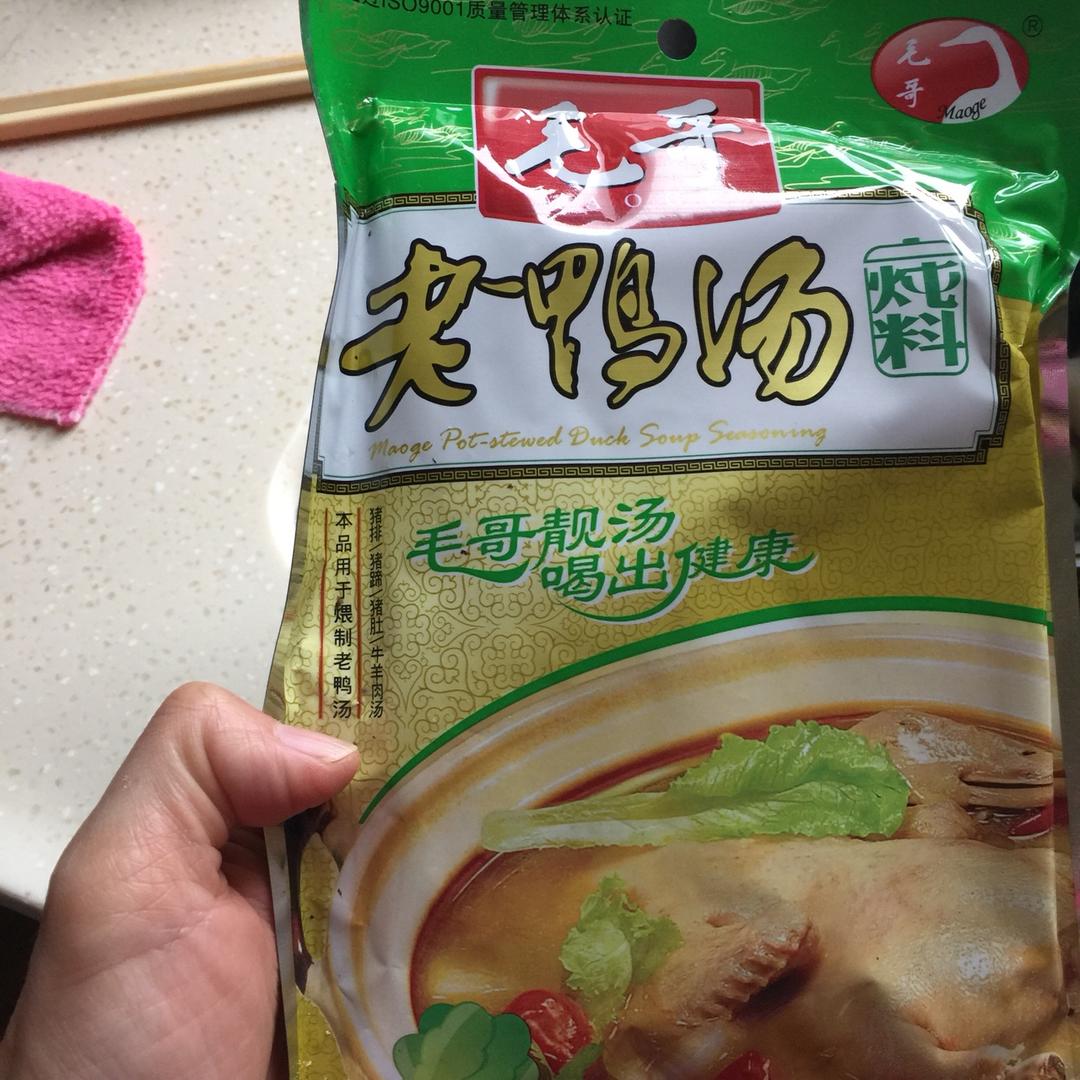 过ISO9001质量管理体系认证
毛哥
Maoge
®
毛哥
老鸭汤
炖料
Maoge Pot-stewed Duck Soup Seasoning
毛哥靓汤
喝出健康
猪排/猪蹄/猪肚/牛羊肉汤
本品用于煨制老鸭汤